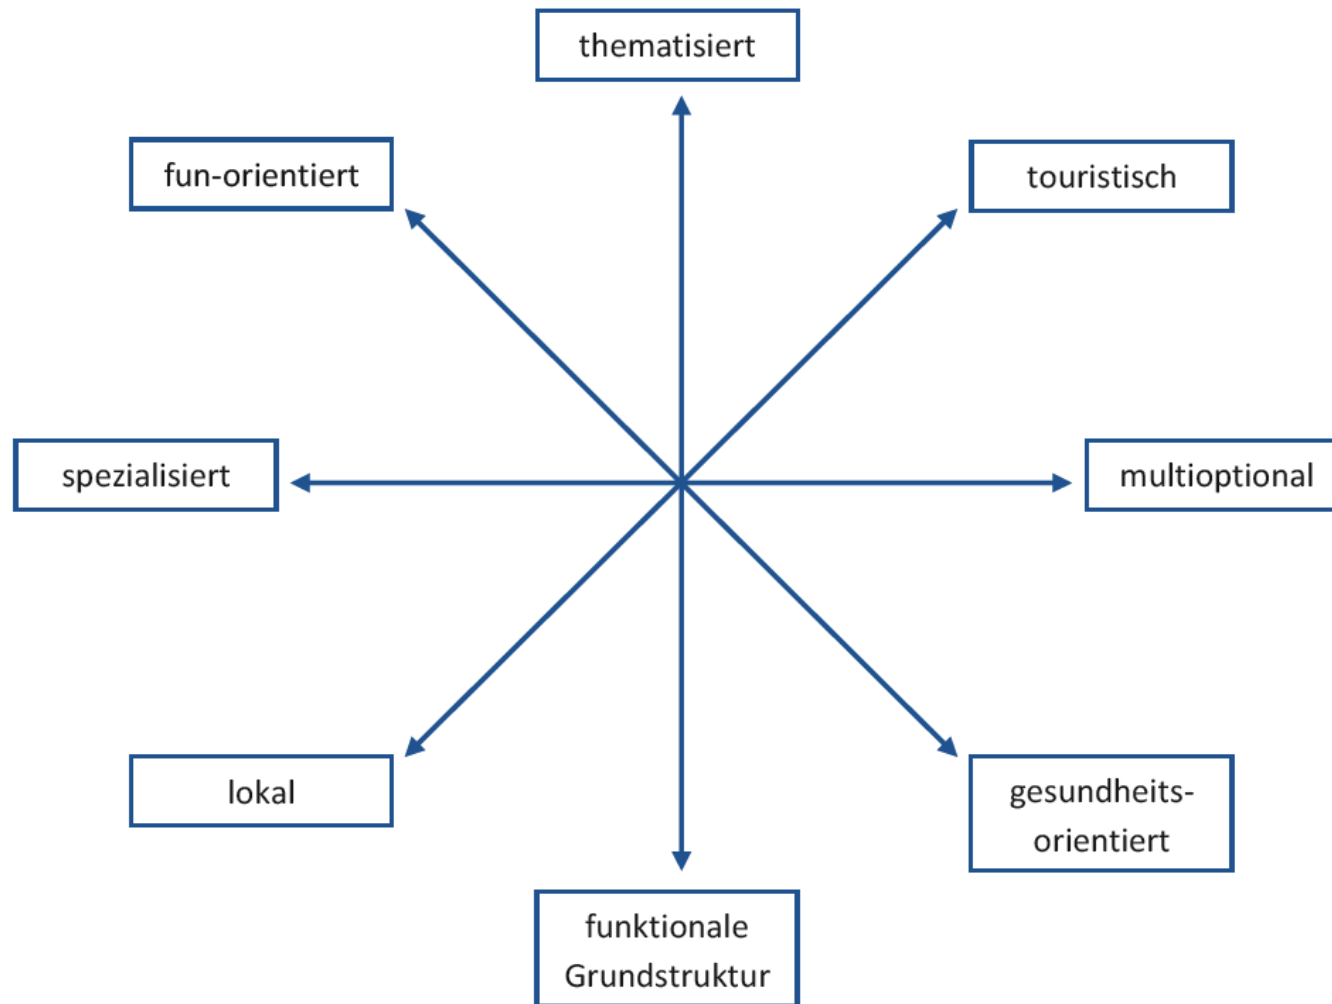 thematisiert
fun-orientiert
touristisch
spezialisiert
multioptional
lokal
gesundheits-
orientiert
funktionale
Grundstruktur